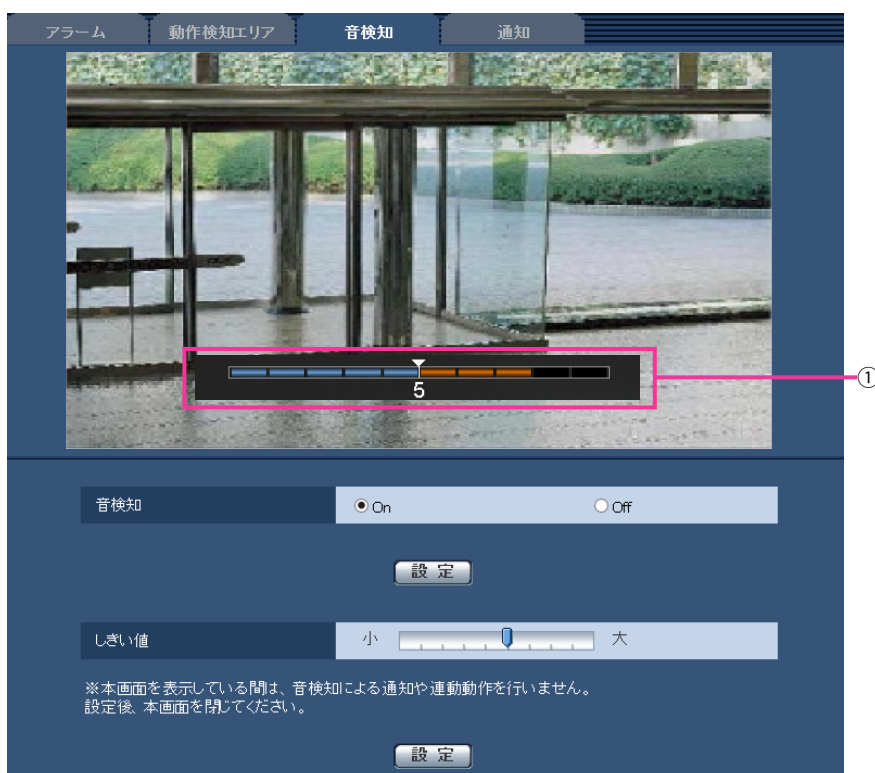 アラーム 動作検知エリア 音検知 通知
5
①
音検知 On Off
設 定
しきい値 小 大
※本画面を表示している間は、音検知による通知や連動動作を行いません。
設定後、本画面を閉じてください。
設 定